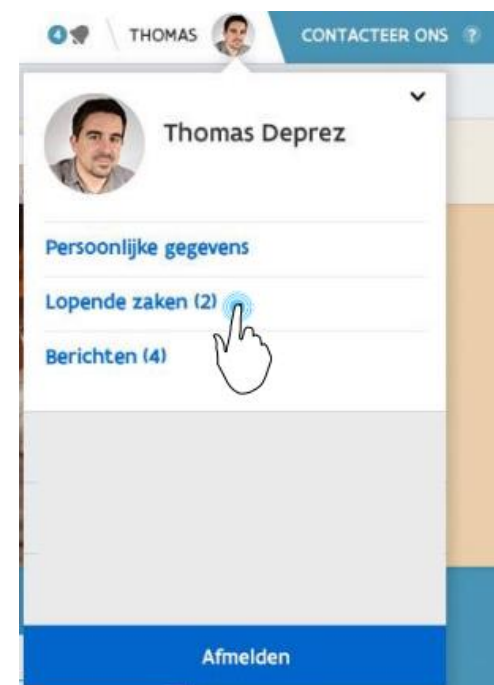 4 THOMAS CONTACTEER ONS ?
Thomas Deprez
Persoonlijke gegevens
Lopende zaken (2)
Berichten (4)
Afmelden